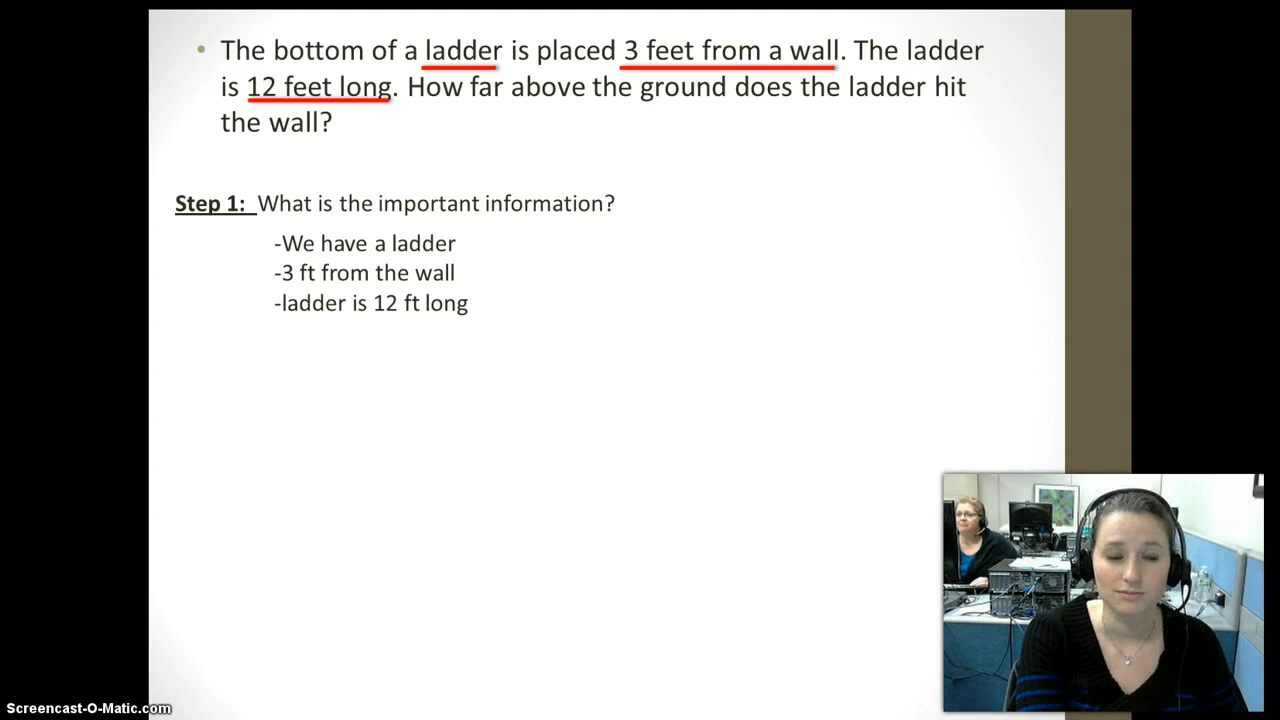 • The bottom of a ladder is placed 3 feet from a wall. The ladder
is 12 feet long. How far above the ground does the ladder hit
the wall?
Step 1: What is the important information?
-We have a ladder
-3 ft from the wall
-ladder is 12 ft long
Screencast-O-Matic.com